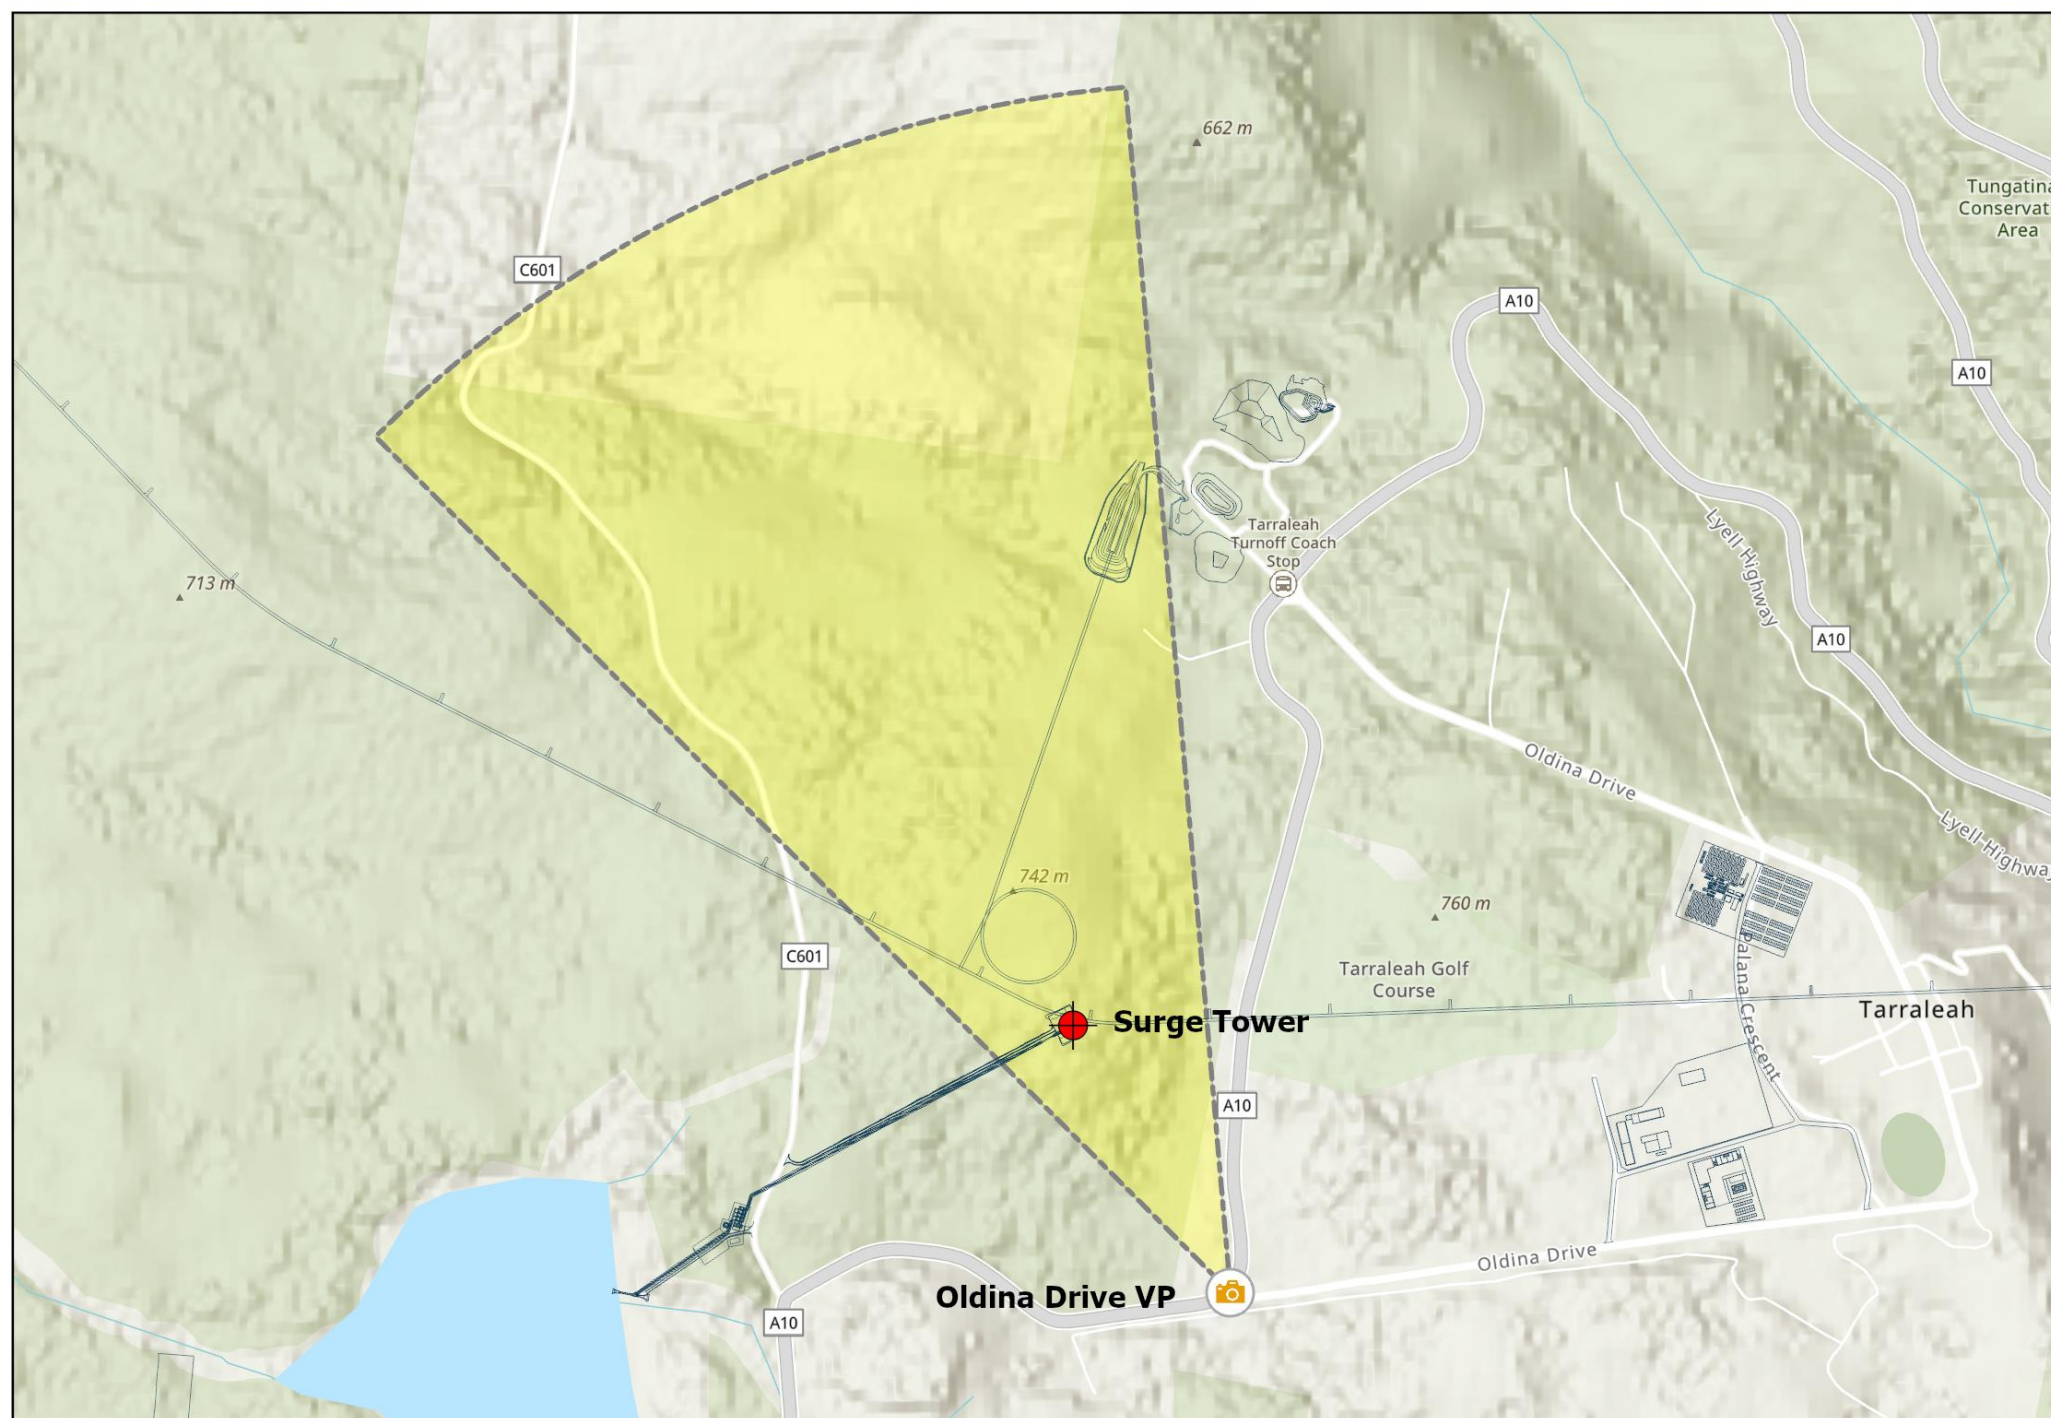 662 m
Tungatina
Conservat
Area
C601
A10
A10
Tarraleah
Turnoff Coach
Stop
Lyell Highway
713 m
A10
Oldina Drive
Lyell Highway
742 m
760 m
C601
Tarraleah Golf
Course
Palana Crescent
Tarraleah
Surge Tower
A10
Oldina Drive
Oldina Drive VP
A10